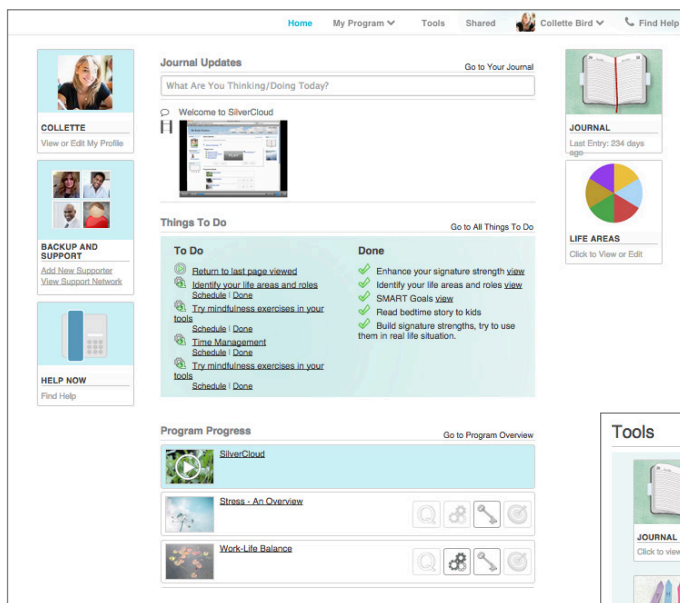 Home My Program Tools Shared Collette Bird Find Help
COLLETTE
View or Edit My Profile
BACKUP AND
SUPPORT
Add New Supporter
View Support Network
HELP NOW
Find Help
Journal Updates
Go to Your Journal
What Are You Thinking/Doing Today?
Welcome to SilverCloud
Things To Do
Go to All Things To Do
To Do
Return to last page viewed
Identify your life areas and roles
Schedule | Done
Try mindfulness exercises in your
tools
Schedule | Done
Time Management
Schedule | Done
Try mindfulness exercises in your
tools
Schedule | Done
Done
Enhance your signature strength view
Identify your life areas and roles view
SMART Goals view
Read bedtime story to kids
Build signature strengths, try to use
them in real life situation.
Program Progress
Go to Program Overview
SilverCloud
Stress - An Overview
Work-Life Balance
JOURNAL
Last Entry: 234 days
ago
LIFE AREAS
Click to View or Edit
Tools
JOURNAL
Click to view